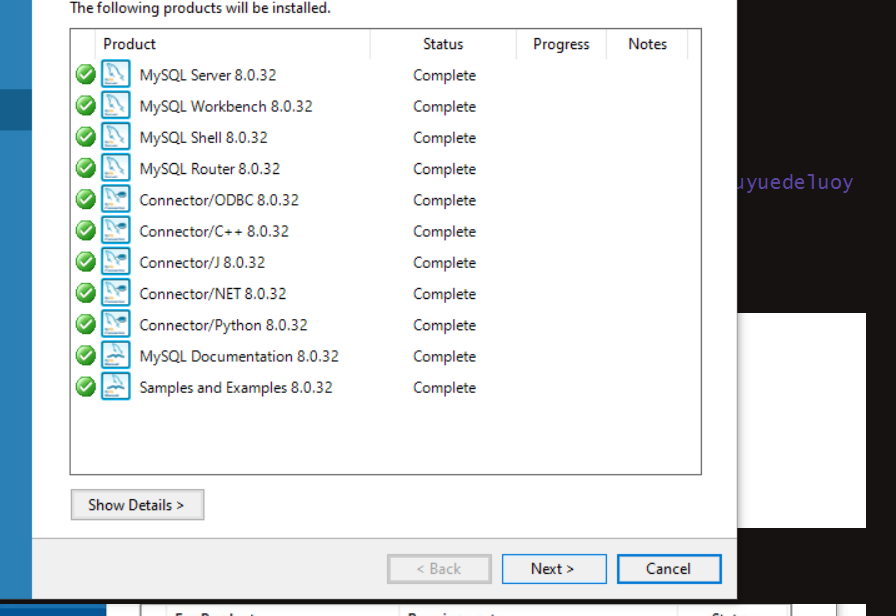 The following products will be installed.
Product Status Progress Notes
MySQL Server 8.0.32 Complete
MySQL Workbench 8.0.32 Complete
MySQL Shell 8.0.32 Complete
MySQL Router 8.0.32 Complete
Connector/ODBC 8.0.32 Complete
Connector/C++ 8.0.32 Complete
Connector/J 8.0.32 Complete
Connector/NET 8.0.32 Complete
Connector/Python 8.0.32 Complete
MySQL Documentation 8.0.32 Complete
Samples and Examples 8.0.32 Complete
uyuedeluoy
Show Details >
< Back Next > Cancel